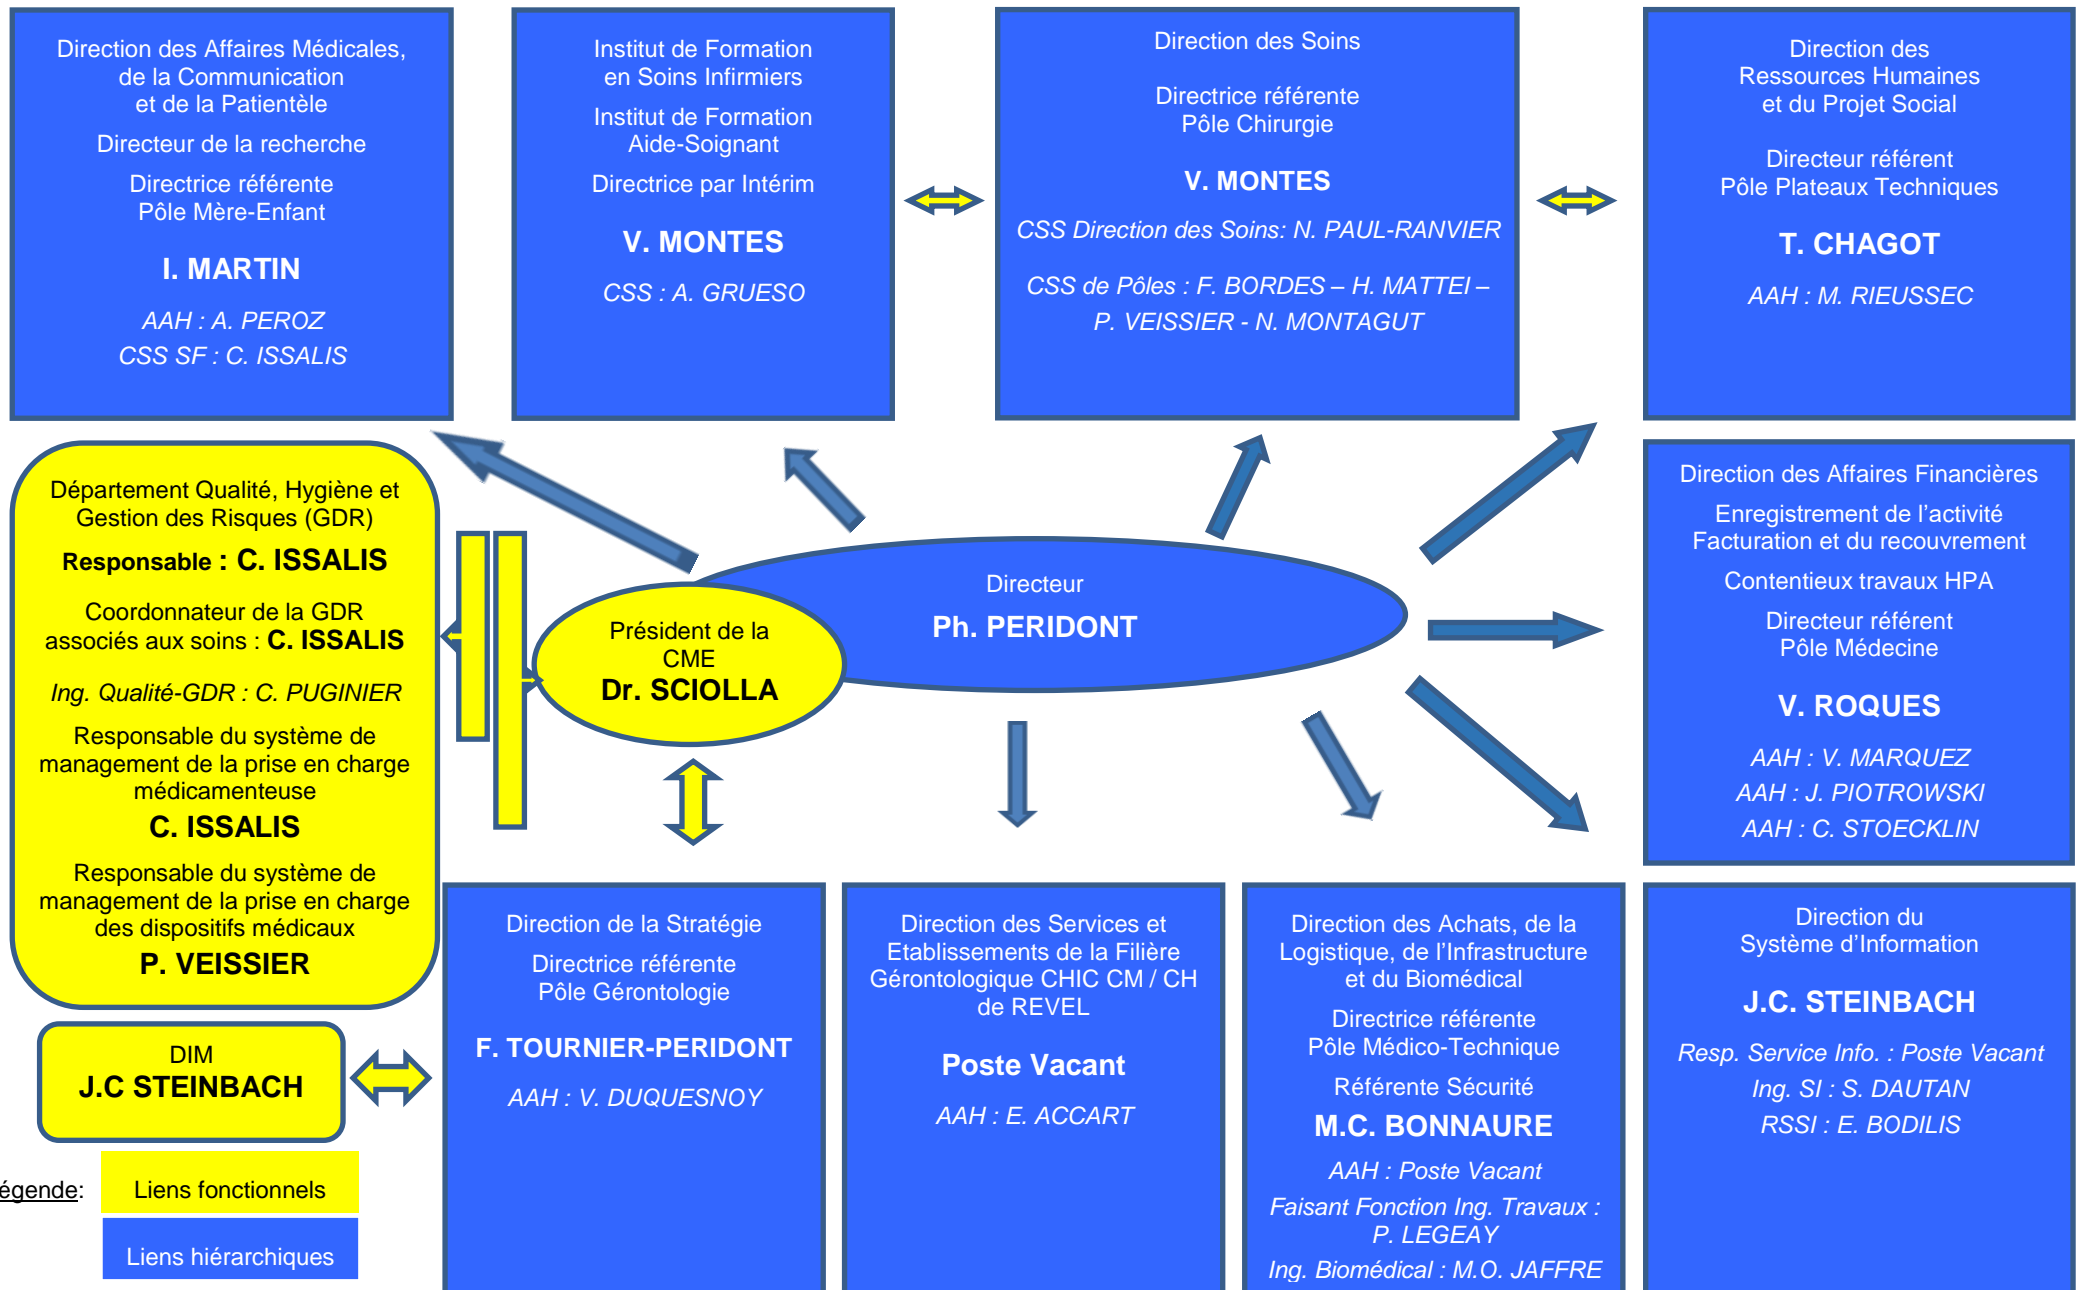 Direction des Affaires Médicales,
de la Communication
et de la Patientèle
Directeur de la recherche
Directrice référente
Pôle Mère-Enfant
I. MARTIN
AAH : A. PEROZ
CSS SF : C. ISSALIS
Institut de Formation
en Soins Infirmiers
Institut de Formation
Aide-Soignant
Directrice par Intérim
V. MONTES
CSS : A. GRUESO
Direction des Soins
Directrice référente
Pôle Chirurgie
V. MONTES
CSS Direction des Soins: N. PAUL-RANVIER
CSS de Pôles : F. BORDES – H. MATTEI –
P. VEISSIER - N. MONTAGUT
Direction des
Ressources Humaines
et du Projet Social
Directeur référent
Pôle Plateaux Techniques
T. CHAGOT
AAH : M. RIEUSSEC
Département Qualité, Hygiène et
Gestion des Risques (GDR)
Responsable : C. ISSALIS
Coordonnateur de la GDR
associés aux soins : C. ISSALIS
Ing. Qualité-GDR : C. PUGINIER
Responsable du système de
management de la prise en charge
médicamenteuse
C. ISSALIS
Responsable du système de
management de la prise en charge
des dispositifs médicaux
P. VEISSIER
Président de la
CME
Dr. SCIOLLA
Directeur
Ph. PERIDONT
Direction des Affaires Financières
Enregistrement de l’activité
Facturation et du recouvrement
Contentieux travaux HPA
Directeur référent
Pôle Médecine
V. ROQUES
AAH : V. MARQUEZ
AAH : J. PIOTROWSKI
AAH : C. STOECKLIN
DIM
J.C STEINBACH
Direction de la Stratégie
Directrice référente
Pôle Gérontologie
F. TOURNIER-PERIDONT
AAH : V. DUQUESNOY
Direction des Services et
Etablissements de la Filière
Gérontologique CHIC CM / CH
de REVEL
Poste Vacant
AAH : E. ACCART
Direction des Achats, de la
Logistique, de l’Infrastructure
et du Biomédical
Directrice référente
Pôle Médico-Technique
Référente Sécurité
M.C. BONNAURE
AAH : Poste Vacant
Faisant Fonction Ing. Travaux :
P. LEGEAY
Ing. Biomédical : M.O. JAFFRE
Direction du
Système d’Information
J.C. STEINBACH
Resp. Service Info. : Poste Vacant
Ing. SI : S. DAUTAN
RSSI : E. BODILIS
égende:
Liens fonctionnels
Liens hiérarchiques